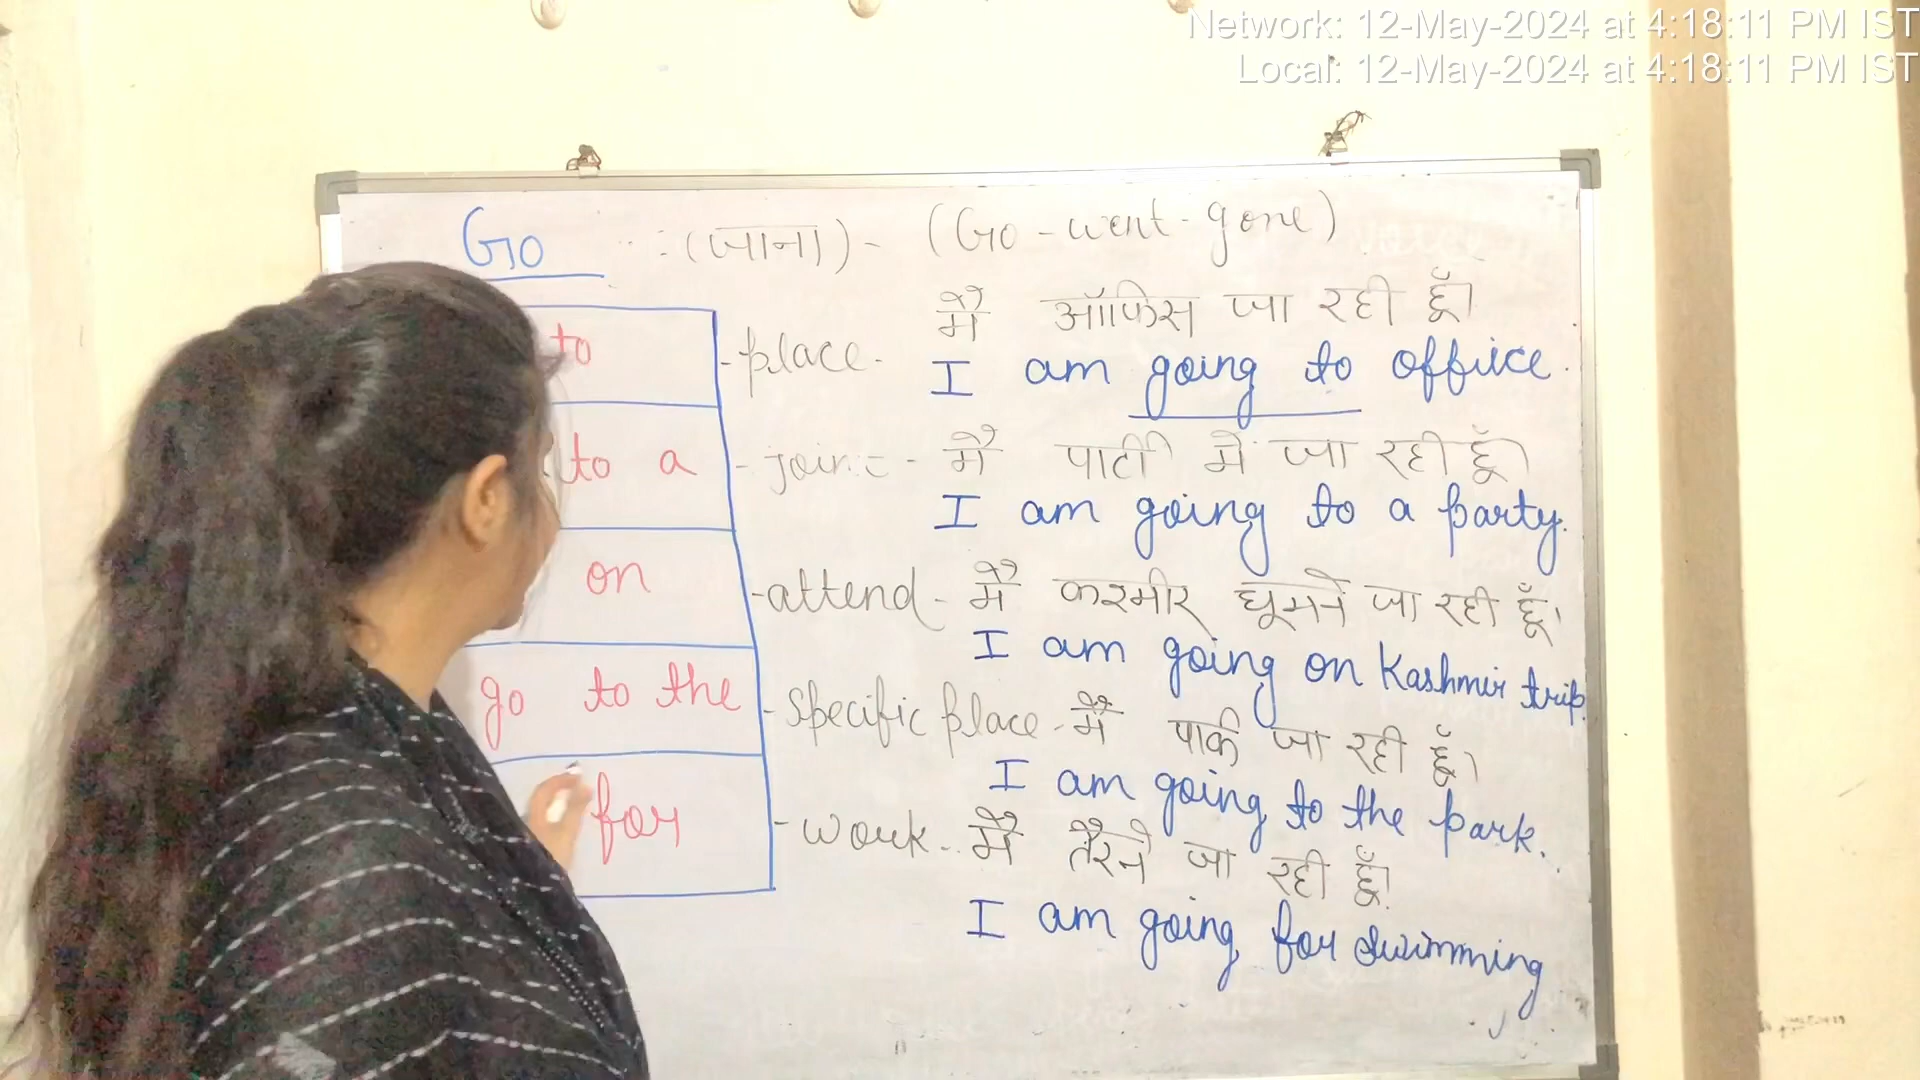 Network: 12-May-2024 at 4:18:11 PM IST
Local: 12-May-2024 at 4:18:11 PM IST
Go (जाना) - (Go - went - gone)
to - place - मैं ऑफिस जा रही हूँ।
I am going to office.
to a - join - मैं पार्टी में जा रही हूँ।
I am going to a party.
on - attend - मैं कश्मीर घूमने जा रही हूँ।
I am going on Kashmir trip.
go to the - specific place - मैं पार्क जा रही हूँ।
I am going to the park.
for - work - मैं तैरने जा रही हूँ।
I am going for swimming